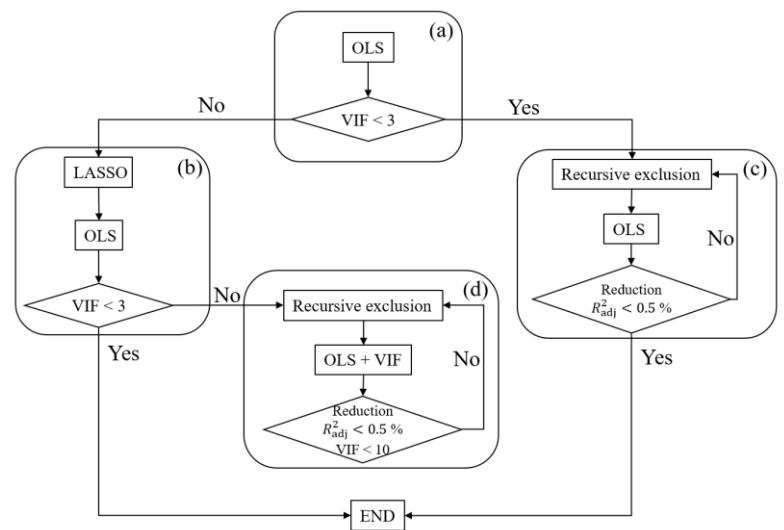 (a)
OLS
VIF < 3
No
Yes
(b)
LASSO
OLS
VIF < 3
No
Yes
(c)
Recursive exclusion
OLS
Reduction
R²adj < 0.5 %
No
Yes
(d)
Recursive exclusion
OLS + VIF
Reduction
R²adj < 0.5 %
VIF < 10
No
END